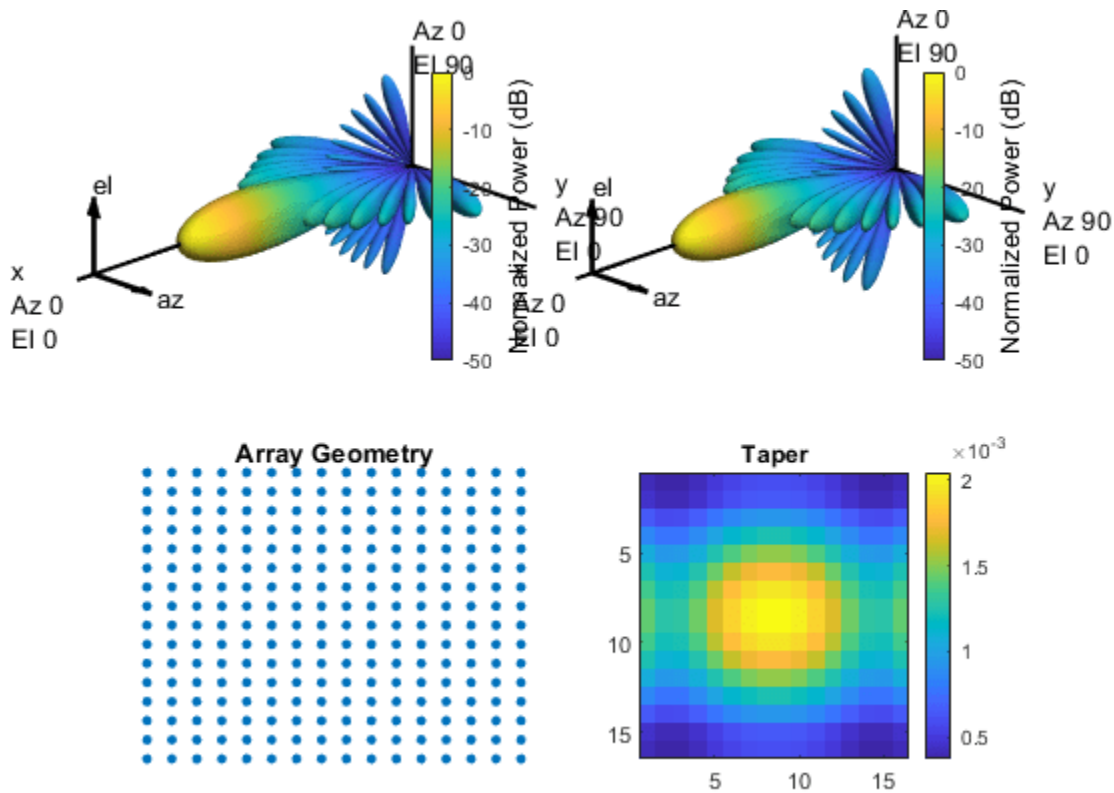 Az 0
El 90
0
-10
-20
-30
-40
-50
Normalized Power (dB)
el
az
x
Az 0
El 0
y
Az 90
El 0
Az 0
El 90
0
-10
-20
-30
-40
-50
Normalized Power (dB)
el
az
x
Az 0
El 0
y
Az 90
El 0
Array Geometry
Taper
×10⁻³
5
10
15
5
10
15
2
1.5
1
0.5